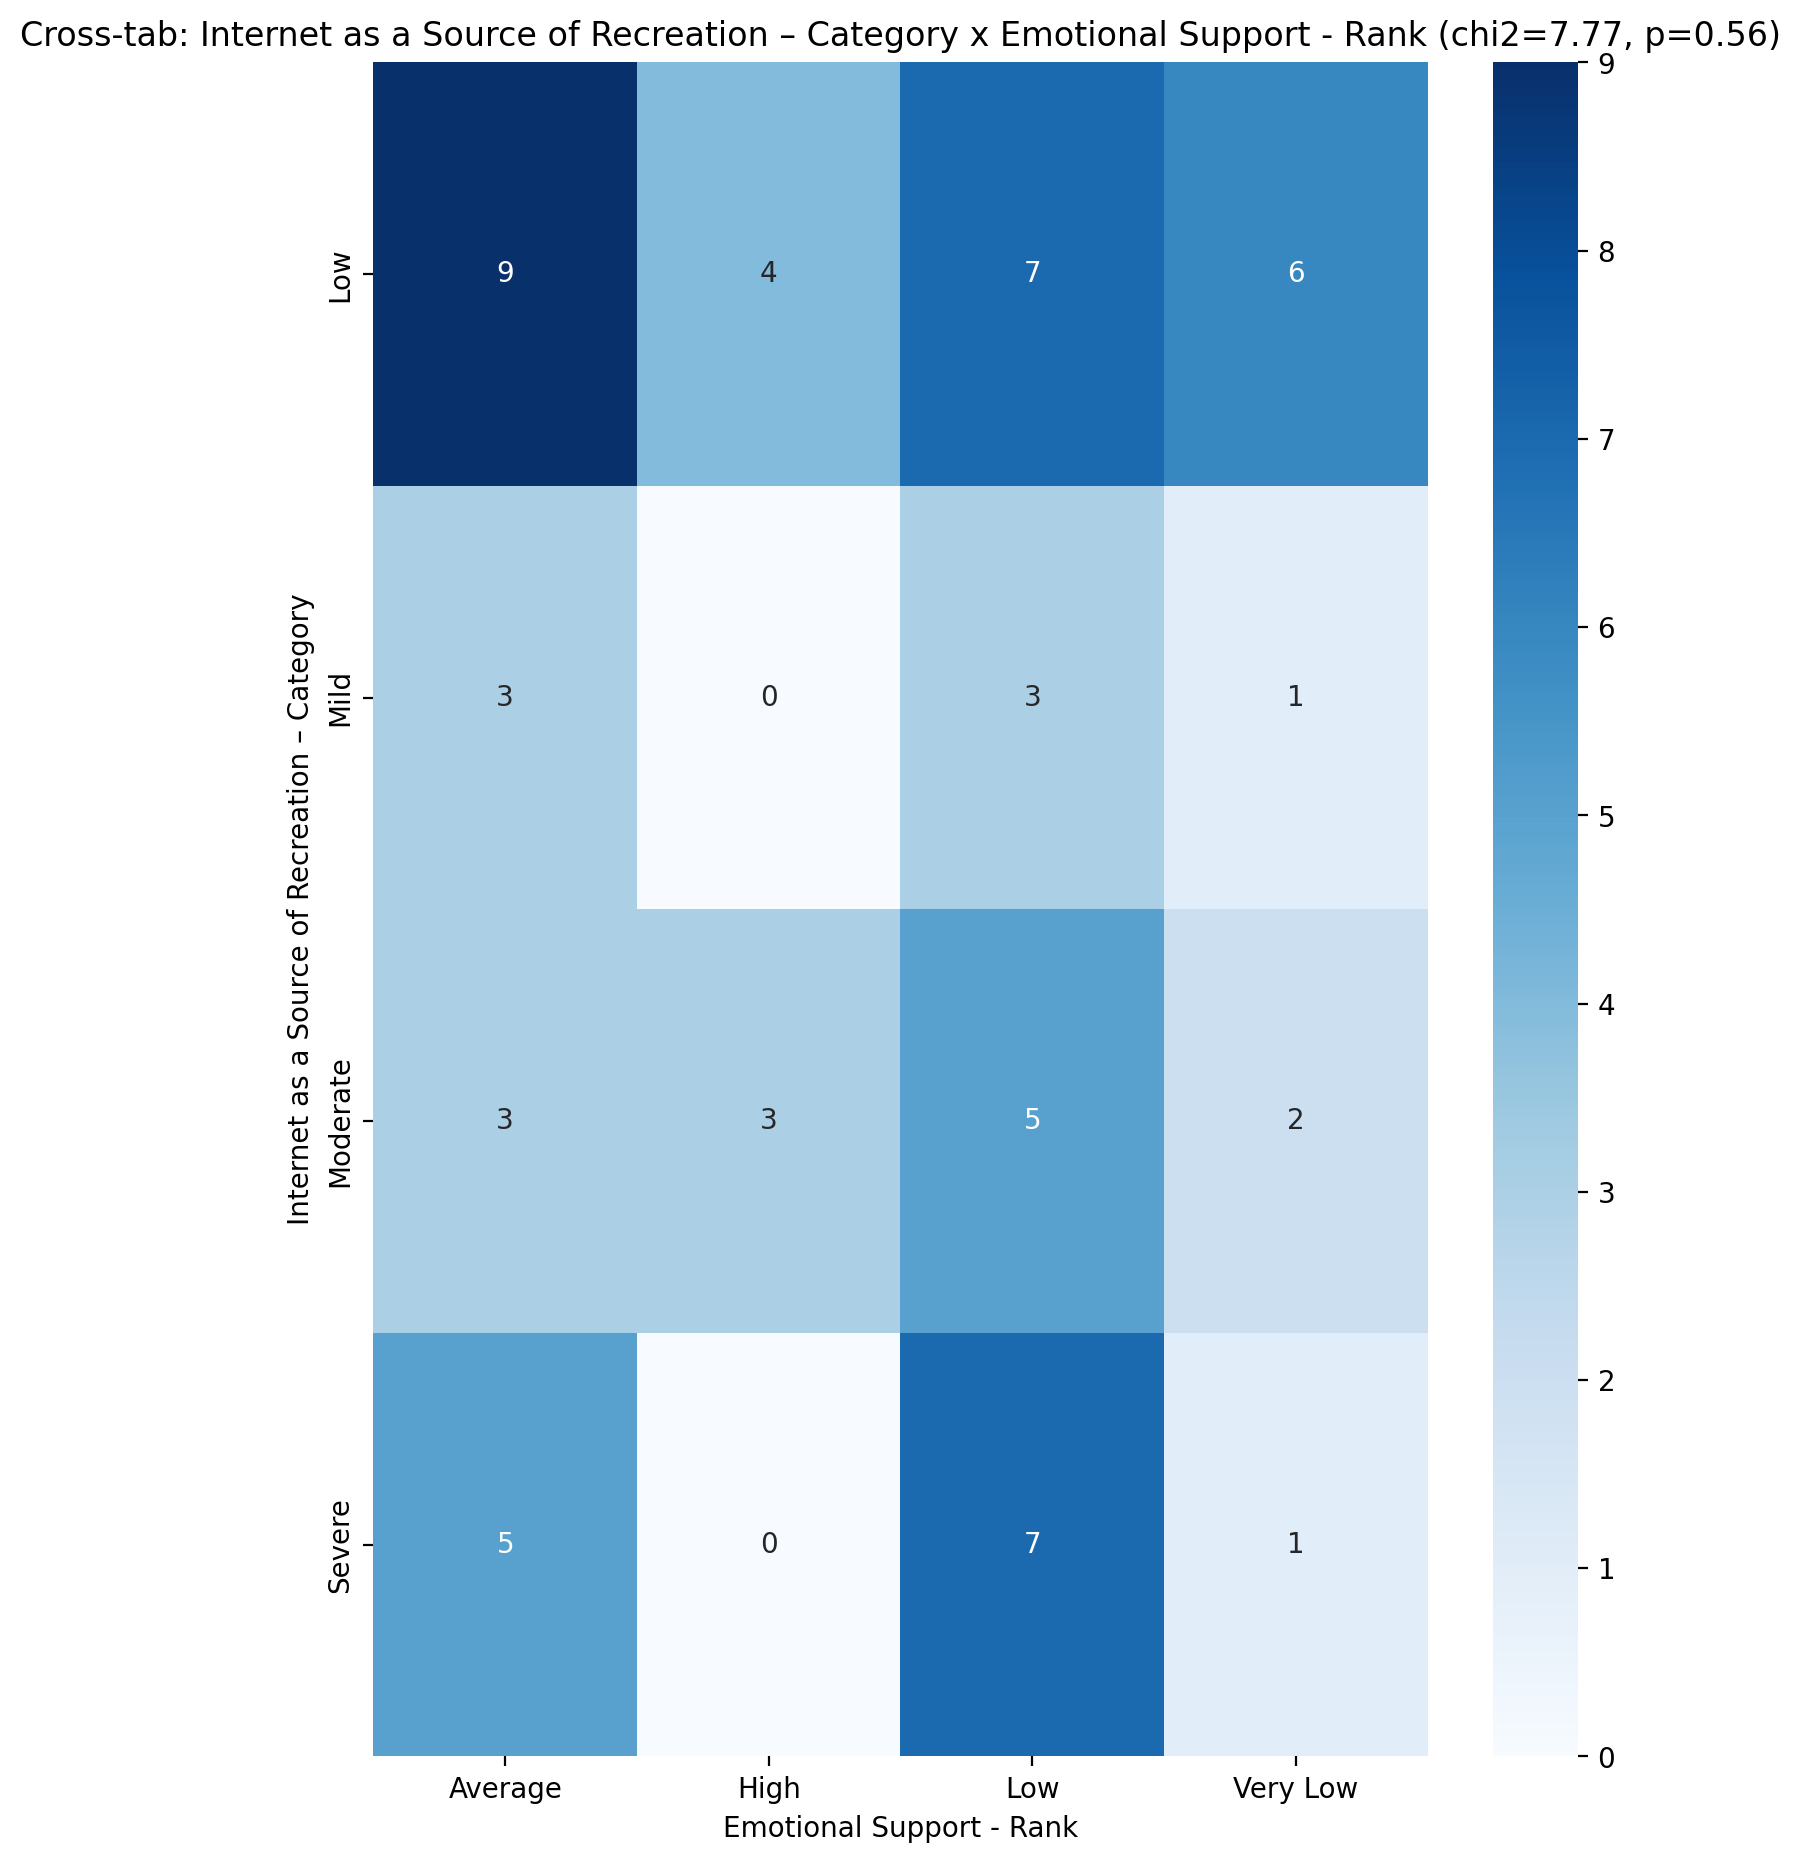 Cross-tab: Internet as a Source of Recreation – Category x Emotional Support - Rank (chi2=7.77, p=0.56)
Internet as a Source of Recreation – Category
Low
9 4 7 6
Mild
3 0 3 1
Moderate
3 3 5 2
Severe
5 0 7 1
Average High Low Very Low
Emotional Support - Rank
9
8
7
6
5
4
3
2
1
0